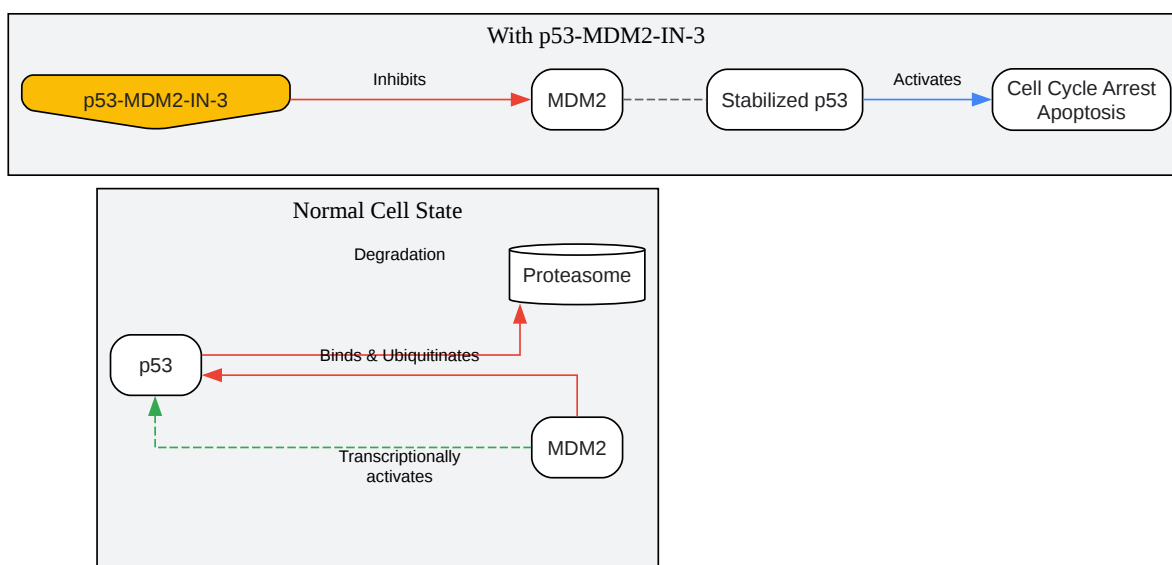 With p53-MDM2-IN-3
p53-MDM2-IN-3
Inhibits
MDM2
Stabilized p53
Activates
Cell Cycle Arrest
Apoptosis
Normal Cell State
Degradation
Proteasome
p53
Binds & Ubiquitinates
MDM2
Transcriptionally
activates